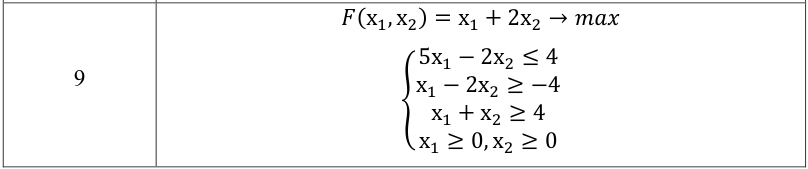 F(x₁,x₂) = x₁ + 2x₂ → max
9
5x₁ − 2x₂ ≤ 4
x₁ − 2x₂ ≥ −4
x₁ + x₂ ≥ 4
x₁ ≥ 0, x₂ ≥ 0